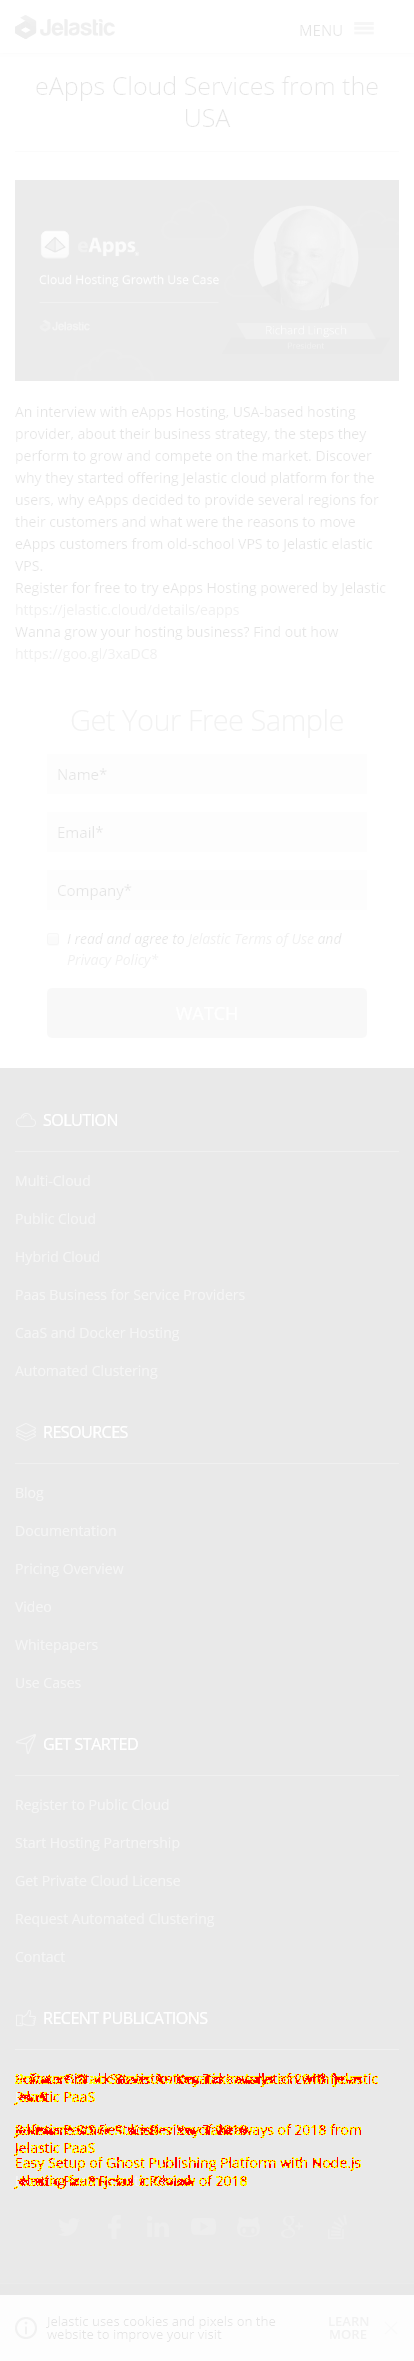 Jelastic
MENU
eApps Cloud Services from the
USA
eApps
Cloud Hosting Growth Use Case
Jelastic
Richard Lingsch
An interview with eApps Hosting, USA-based hosting
provider, about their business strategy, the steps they
perform to grow and compete on the market. Discover
why they started offering Jelastic cloud platform for the
users, why eApps decided to provide several regions for
their customers and what were the reasons to move
eApps customers from old-school VPS to Jelastic elastic
VPS.
Register for free to try eApps Hosting powered by Jelastic
https://jelastic.cloud/details/eapps
Wanna grow your hosting business? Find out how
https://goo.gl/3xaDC8
Get Your Free Sample
Name*
Email*
Company*
I read and agree to Jelastic Terms of Use and
Privacy Policy*
WATCH
SOLUTION
Multi-Cloud
Public Cloud
Hybrid Cloud
Paas Business for Service Providers
CaaS and Docker Hosting
Automated Clustering
RESOURCES
Blog
Documentation
Pricing Overview
Video
Whitepapers
Use Cases
GET STARTED
Register to Public Cloud
Start Hosting Partnership
Get Private Cloud License
Request Automated Clustering
Contact
RECENT PUBLICATIONS
Jelastic
Jelastic PaaS
of 2018 from
Jelastic PaaS
Easy Setup of Ghost Publishing Platform with Node.js
of 2018
Jelastic uses cookies and pixels on the
website to improve your visit
LEARN
MORE